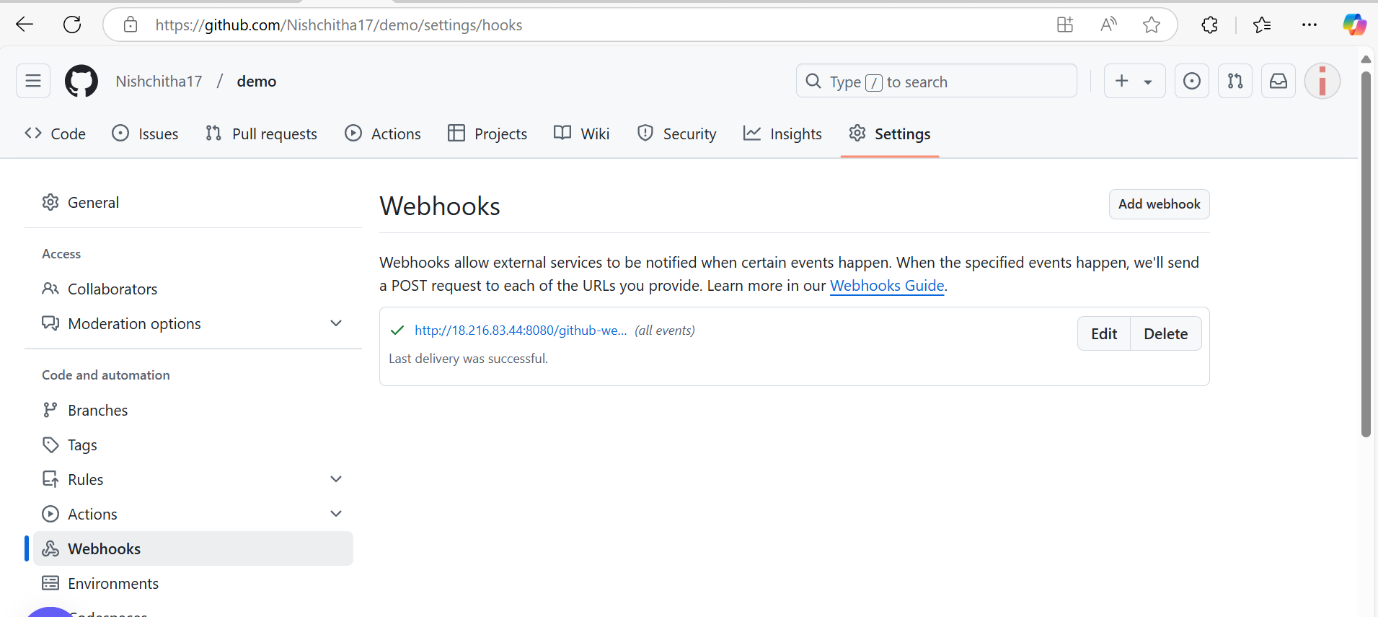 https://github.com/Nishchitha17/demo/settings/hooks
Nishchitha17 / demo
Type / to search
Code Issues Pull requests Actions Projects Wiki Security Insights Settings
General
Access
Collaborators
Moderation options
Code and automation
Branches
Tags
Rules
Actions
Webhooks
Environments
Codespaces
Webhooks
Add webhook
Webhooks allow external services to be notified when certain events happen. When the specified events happen, we'll send
a POST request to each of the URLs you provide. Learn more in our Webhooks Guide.
http://18.216.83.44:8080/github-we... (all events)
Edit Delete
Last delivery was successful.